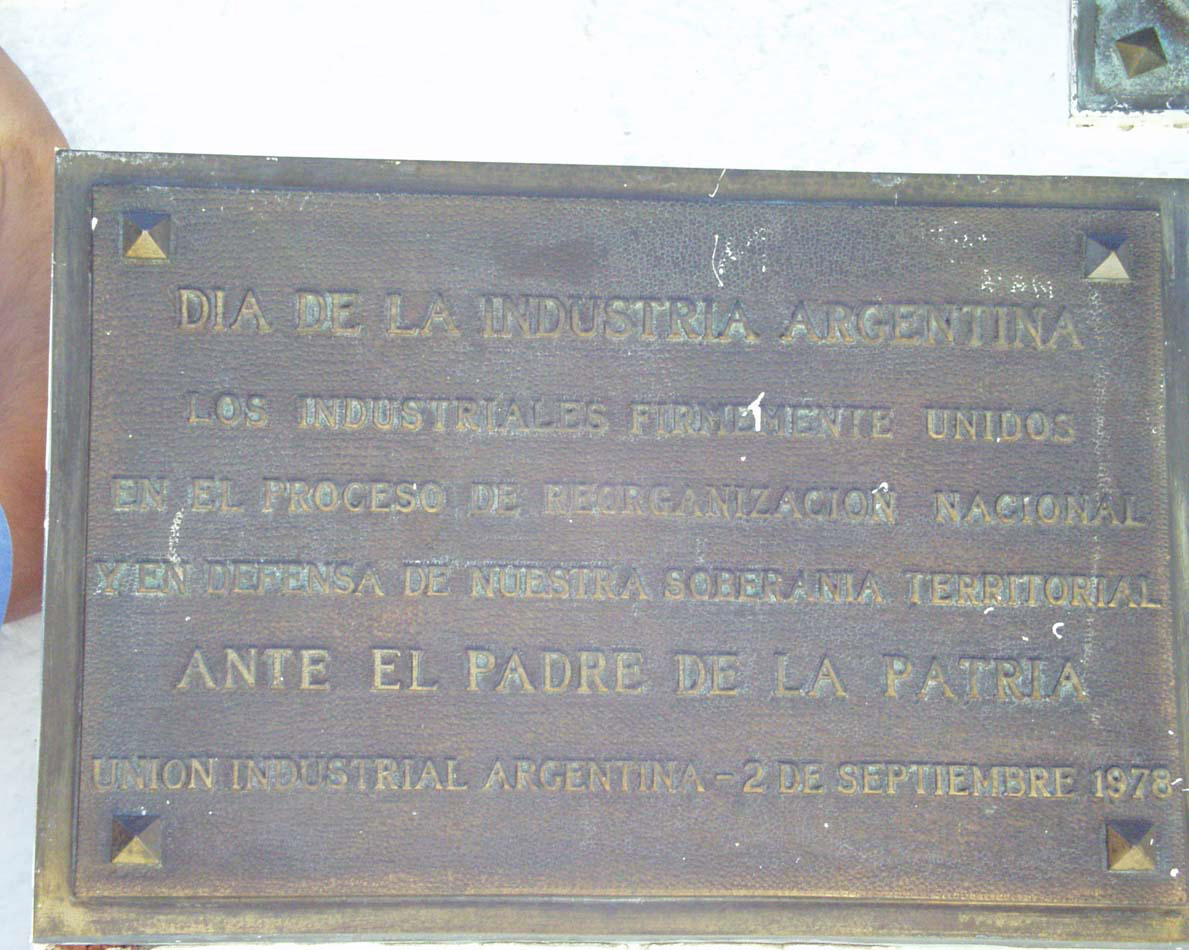 DIA DE LA INDUSTRIA ARGENTINA
LOS INDUSTRIALES FIRMEMENTE UNIDOS
EN EL PROCESO DE REORGANIZACION NACIONAL
Y EN DEFENSA DE NUESTRA SOBERANIA TERRITORIAL
ANTE EL PADRE DE LA PATRIA
UNION INDUSTRIAL ARGENTINA - 2 DE SEPTIEMBRE 1978